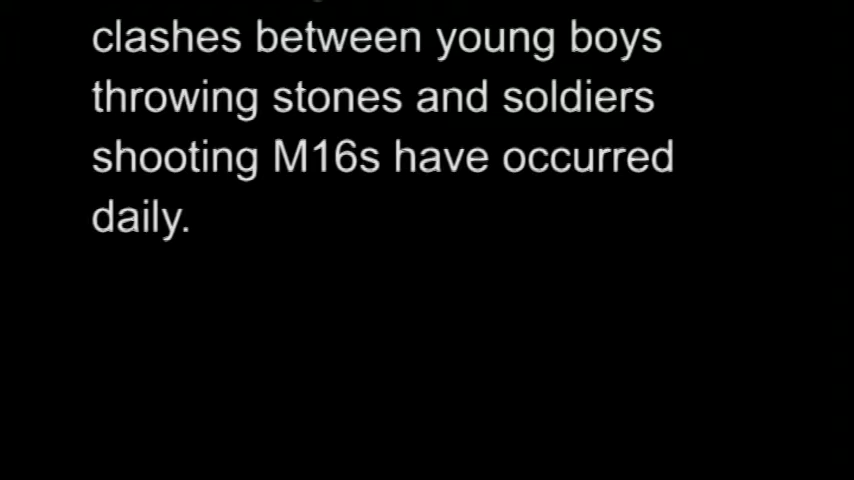 clashes between young boys
throwing stones and soldiers
shooting M16s have occurred
daily.